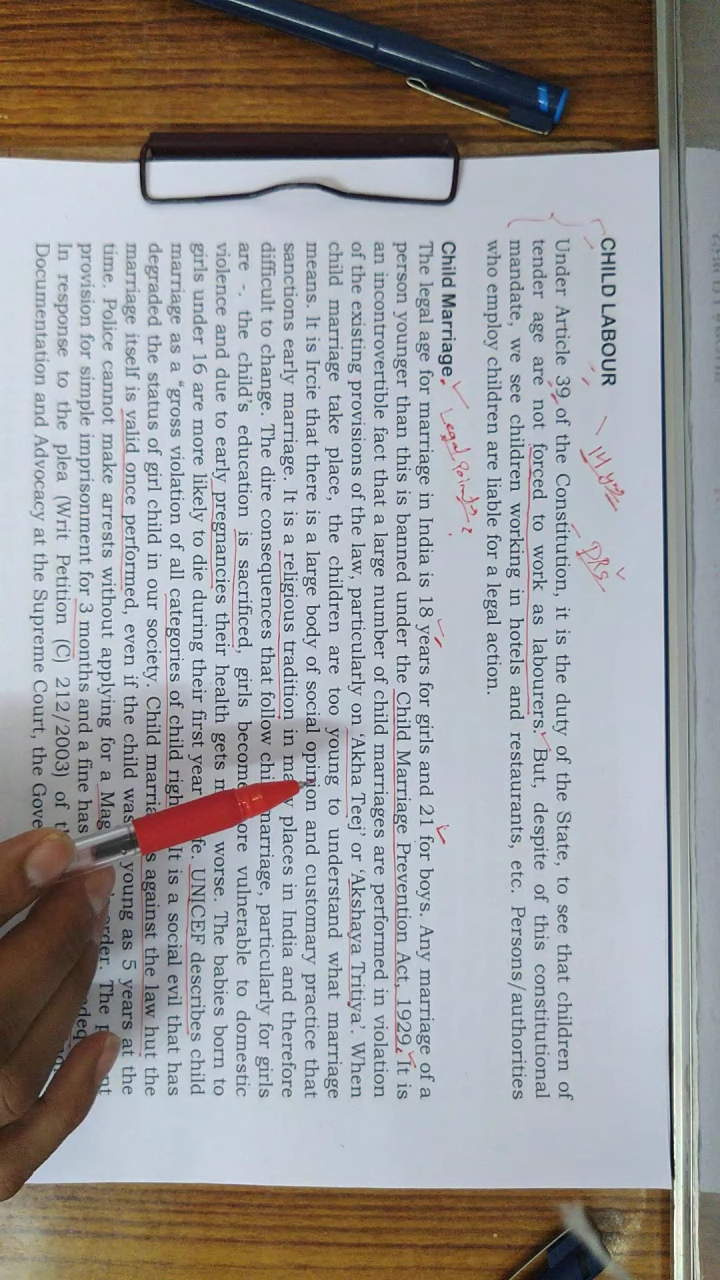 CHILD LABOUR
14 yrs
DRS
Under Article 39 of the Constitution, it is the duty of the State, to see that children of
tender age are not forced to work as labourers. But, despite of this constitutional
mandate, we see children working in hotels and restaurants, etc. Persons/authorities
who employ children are liable for a legal action.
Legal Points
Child Marriage
The legal age for marriage in India is 18 years for girls and 21 for boys. Any marriage of a
person younger than this is banned under the Child Marriage Prevention Act, 1929. It is
an incontrovertible fact that a large number of child marriages are performed in violation
of the existing provisions of the law, particularly on 'Akha Teej' or 'Akshaya Tritiya'. When
child marriage take place, the children are too young to understand what marriage
means. It is Ircie that there is a large body of social opinion and customary practice that
sanctions early marriage. It is a religious tradition in many places in India and therefore
difficult to change. The dire consequences that follow marriage, particularly for girls
are -, the child's education is sacrificed, girls become more vulnerable to domestic
violence and due to early pregnancies their health gets worse. The babies born to
girls under 16 are more likely to die during their first year UNICEF describes child
marriage as a "gross violation of all categories of child It is a social evil that has
degraded the status of girl child in our society. Child against the law hut the
marriage itself is valid once performed, even if the child was young as 5 years at the
time. Police cannot make arrests without applying for a order. The
provision for simple imprisonment for 3 months and a fine has
In response to the plea (Writ Petition (C) 212/2003) of
Documentation and Advocacy at the Supreme Court, the